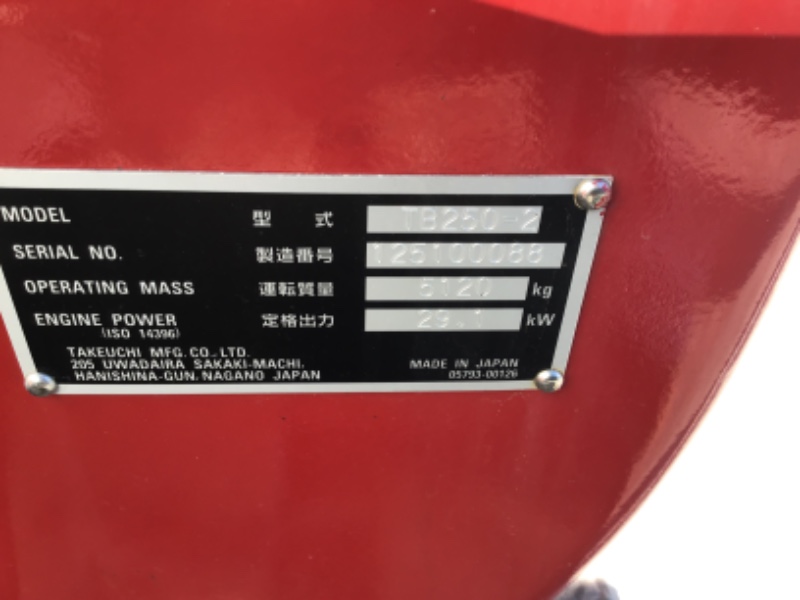 MODEL 型 式 TB250-2
SERIAL NO. 製造番号 125100088
OPERATING MASS 運転質量 5120 kg
ENGINE POWER 定格出力 29.1 kW
(ISO 14396)
TAKEUCHI MFG. CO., LTD.
205 UWADAIRA SAKAKI-MACHI,
HANISHINA-GUN, NAGANO JAPAN
MADE IN JAPAN
05793-00126